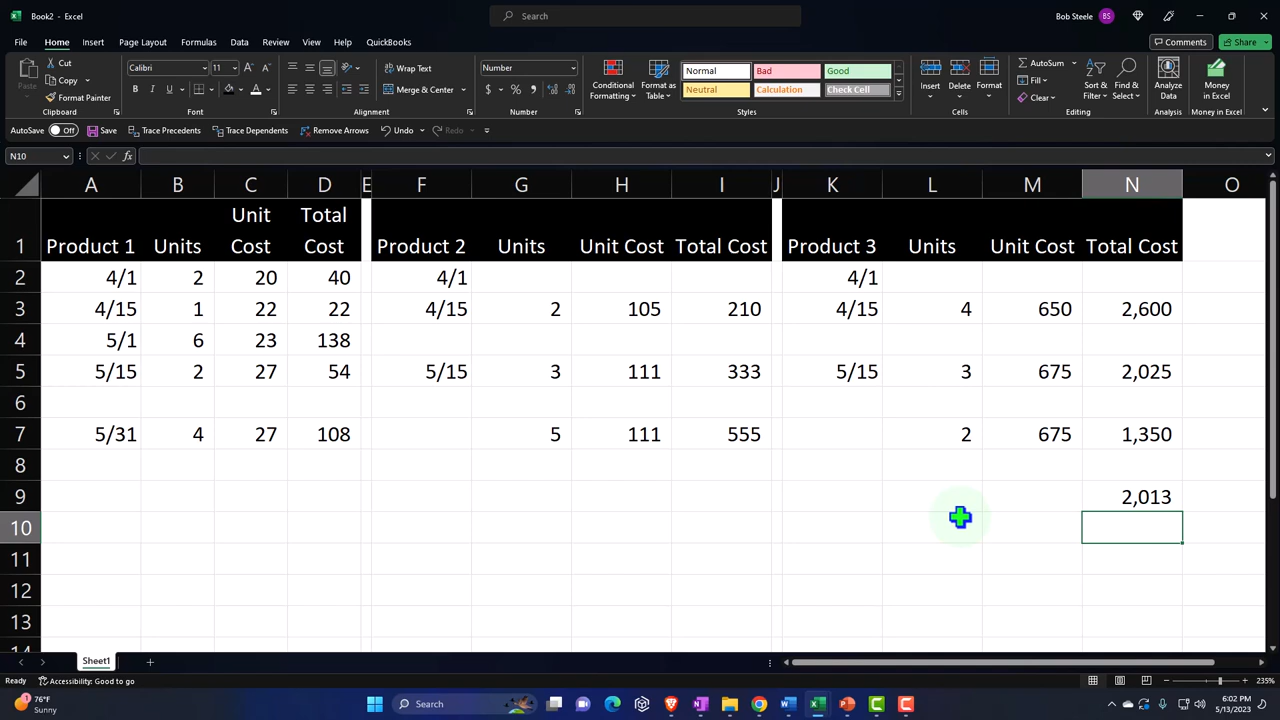 Book2 - Excel
Search
Bob Steele BS
File Home Insert Page Layout Formulas Data Review View Help QuickBooks
Comments Share
Cut
Copy
Format Painter
Paste
Clipboard
Calibri 11
B I U
Font
Wrap Text
Merge & Center
Alignment
Number
$ % 9
Number
Conditional Formatting
Format as Table
Normal Bad Good
Neutral Calculation Check Cell
Styles
Insert Delete Format
Cells
AutoSum
Fill
Clear
Sort & Filter
Find & Select
Editing
Analyze Data
Analysis
Money in Excel
Money in Excel
AutoSave Off Save Trace Precedents Trace Dependents Remove Arrows Undo Redo
N10 fx
A B C D E F G H I J K L M N O
1 Product 1 Units Unit Cost Total Cost Product 2 Units Unit Cost Total Cost Product 3 Units Unit Cost Total Cost
2 4/1 2 20 40 4/1 4/1
3 4/15 1 22 22 4/15 2 105 210 4/15 4 650 2,600
4 5/1 6 23 138
5 5/15 2 27 54 5/15 3 111 333 5/15 3 675 2,025
6
7 5/31 4 27 108 5 111 555 2 675 1,350
8
9 2,013
10
11
12
13
14
Sheet1
Ready Accessibility: Good to go 235%
76°F
Sunny
Search
6:02 PM
5/13/2023